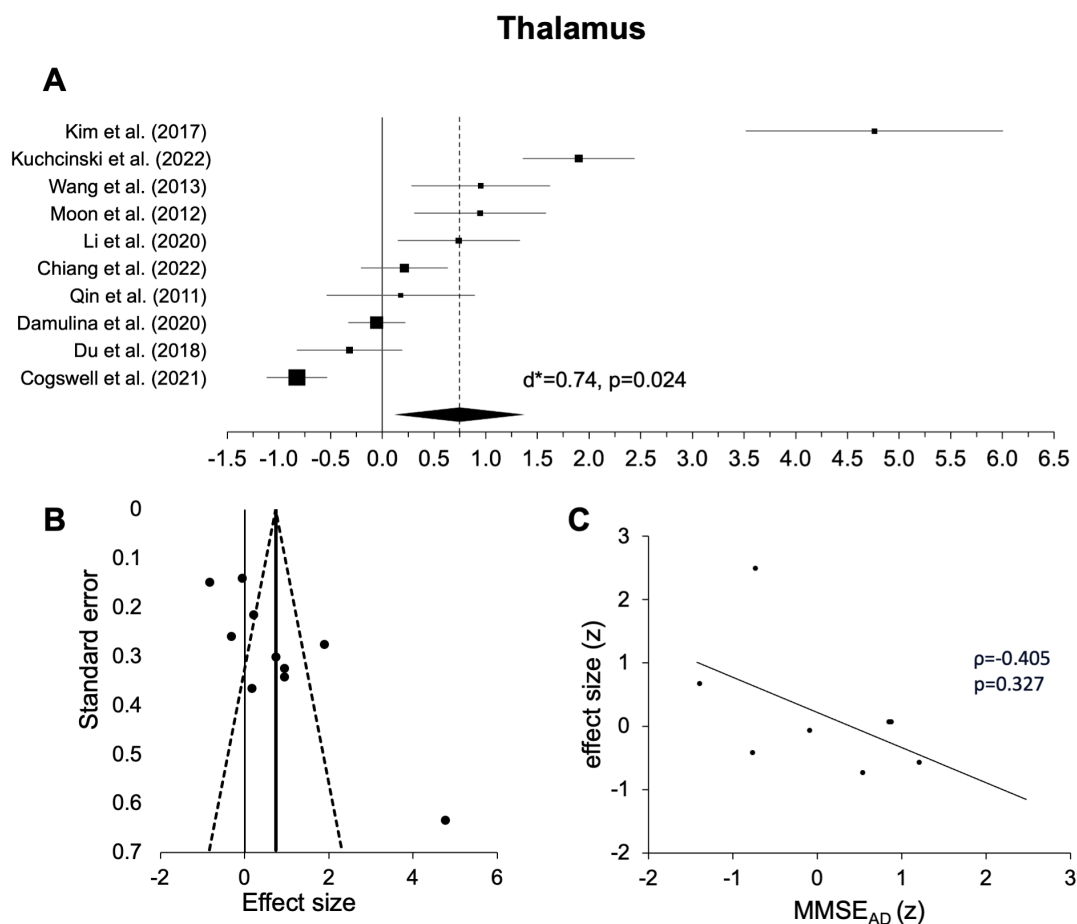 Thalamus
A
Kim et al. (2017)
Kuchcinski et al. (2022)
Wang et al. (2013)
Moon et al. (2012)
Li et al. (2020)
Chiang et al. (2022)
Qin et al. (2011)
Damulina et al. (2020)
Du et al. (2018)
Cogswell et al. (2021)
d*=0.74, p=0.024
-1.5 -1.0 -0.5 0.0 0.5 1.0 1.5 2.0 2.5 3.0 3.5 4.0 4.5 5.0 5.5 6.0 6.5
B
Standard error
0
0.1
0.2
0.3
0.4
0.5
0.6
0.7
-2 0 2 4 6
Effect size
C
effect size (z)
3
2
1
0
-1
-2
ρ=-0.405
p=0.327
-2 -1 0 1 2 3
MMSE_AD (z)